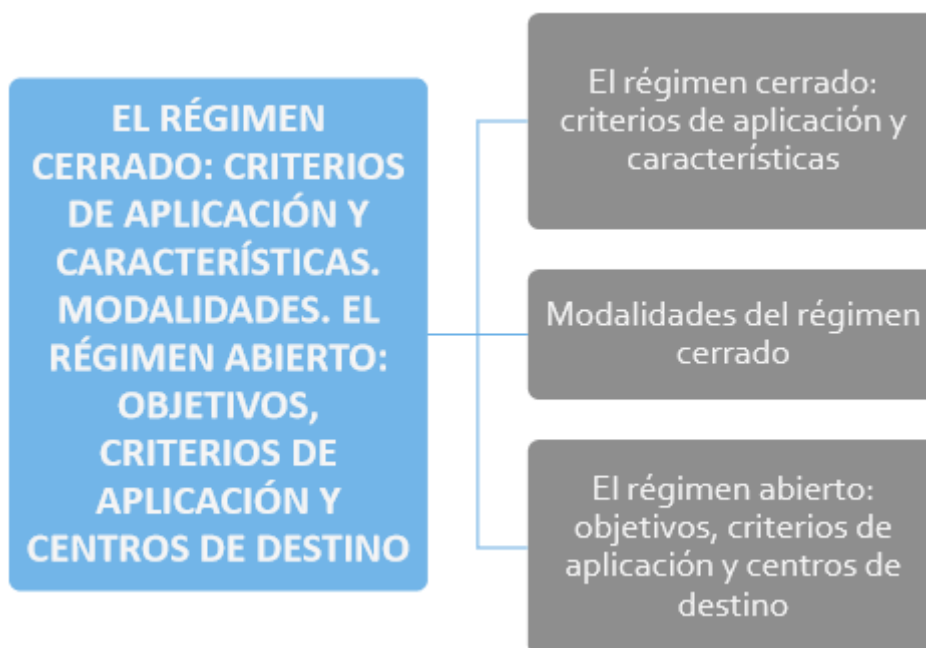 EL RÉGIMEN
CERRADO: CRITERIOS
DE APLICACIÓN Y
CARACTERÍSTICAS.
MODALIDADES. EL
RÉGIMEN ABIERTO:
OBJETIVOS,
CRITERIOS DE
APLICACIÓN Y
CENTROS DE DESTINO
El régimen cerrado:
criterios de aplicación y
características
Modalidades del régimen
cerrado
El régimen abierto:
objetivos, criterios de
aplicación y centros de
destino